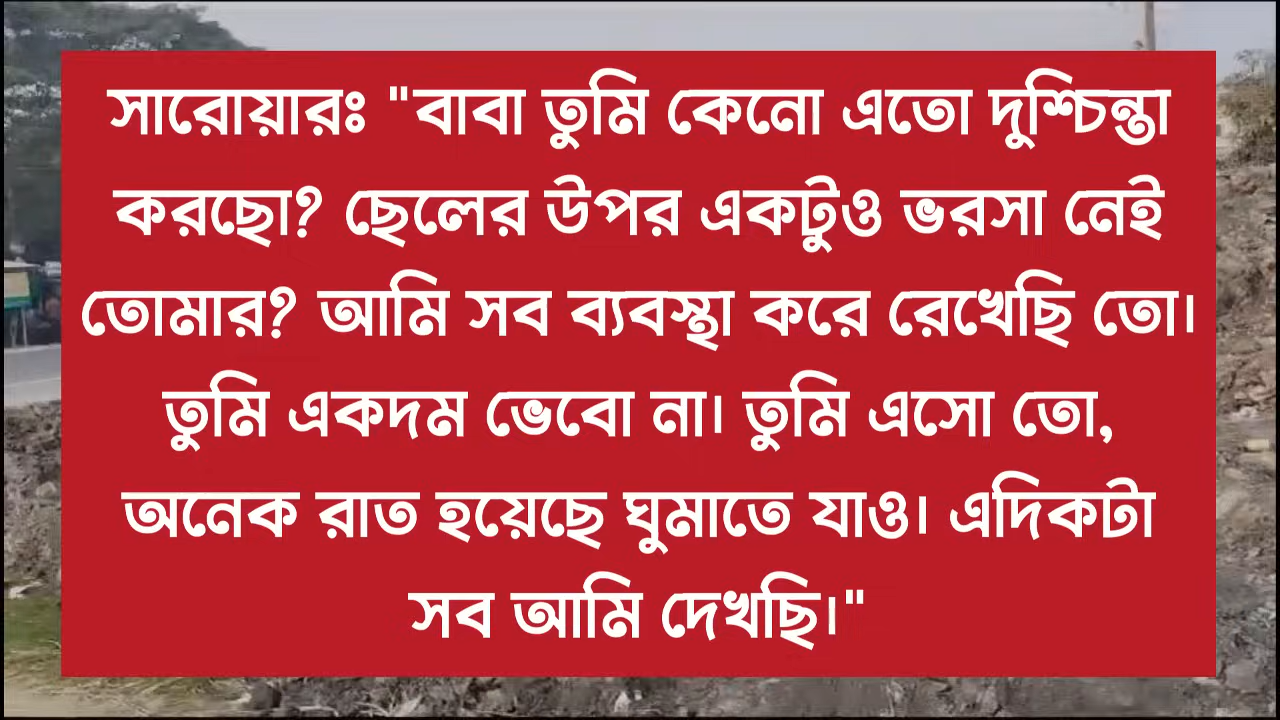 সারোয়ারঃ "বাবা তুমি কেনো এতো দুশ্চিন্তা
করছো? ছেলের উপর একটুও ভরসা নেই
তোমার? আমি সব ব্যবস্থা করে রেখেছি তো।
তুমি একদম ভেবো না। তুমি এসো তো,
অনেক রাত হয়েছে ঘুমাতে যাও। এদিকটা
সব আমি দেখছি।"